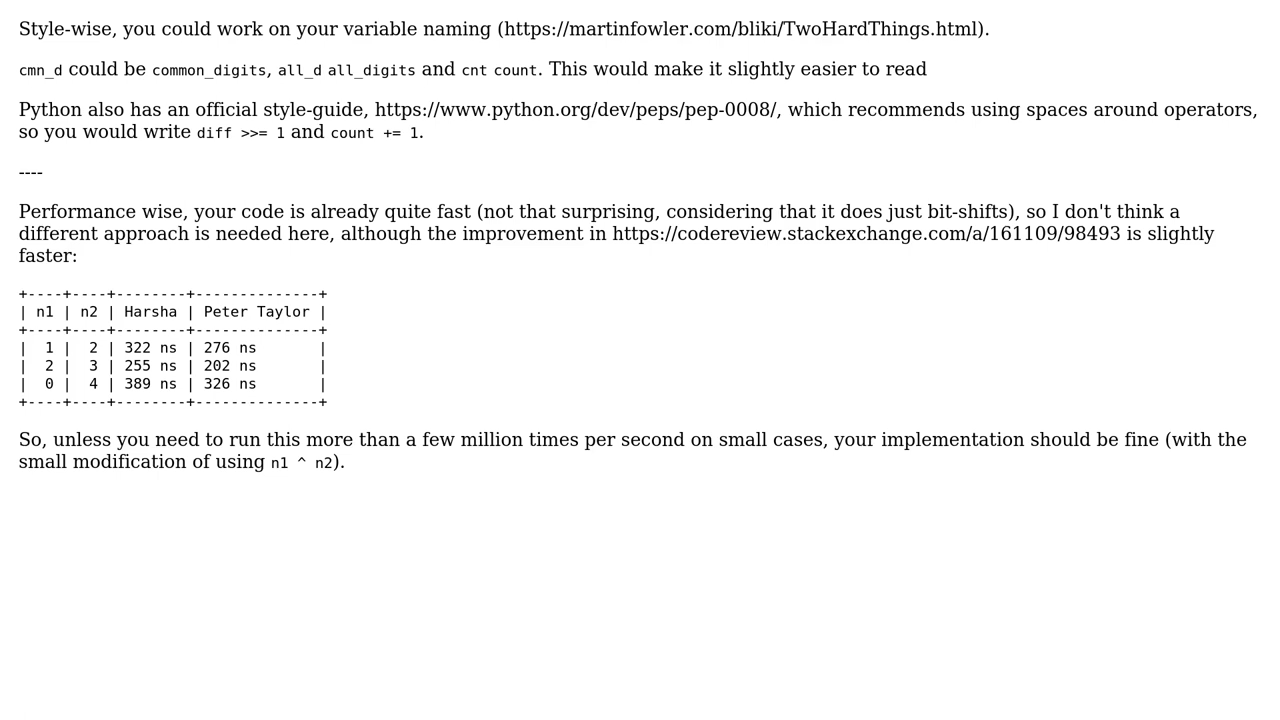 Style-wise, you could work on your variable naming (https://martinfowler.com/bliki/TwoHardThings.html).
cmn_d could be common_digits, all_d all_digits and cnt count. This would make it slightly easier to read
Python also has an official style-guide, https://www.python.org/dev/peps/pep-0008/, which recommends using spaces around operators,
so you would write diff >>= 1 and count += 1.
----
Performance wise, your code is already quite fast (not that surprising, considering that it does just bit-shifts), so I don't think a
different approach is needed here, although the improvement in https://codereview.stackexchange.com/a/161109/98493 is slightly
faster:
+----+----+--------+--------------+
| n1 | n2 | Harsha | Peter Taylor |
+----+----+--------+--------------+
|  1 |  2 | 322 ns | 276 ns       |
|  2 |  3 | 255 ns | 202 ns       |
|  0 |  4 | 389 ns | 326 ns       |
+----+----+--------+--------------+
So, unless you need to run this more than a few million times per second on small cases, your implementation should be fine (with the
small modification of using n1 ^ n2).